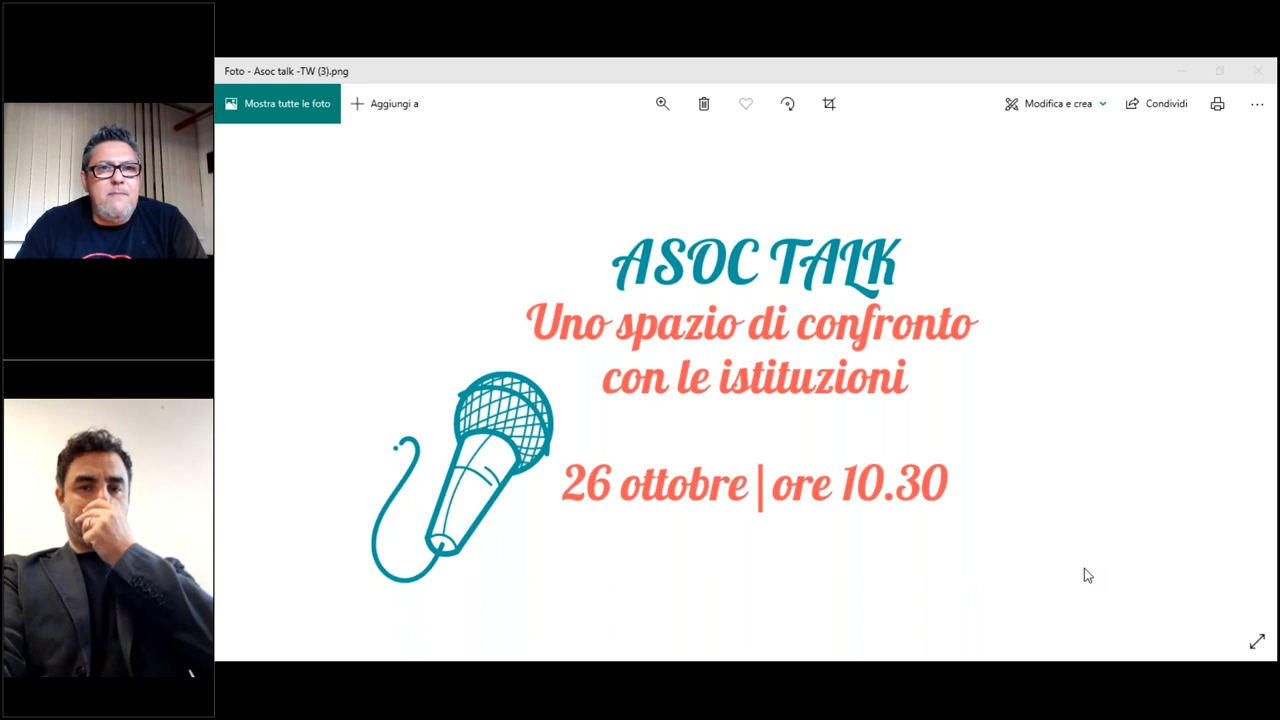 Foto - Asoc talk -TW (3).png
Mostra tutte le foto
Aggiungi a
Modifica e crea
Condividi
ASOC TALK
Uno spazio di confronto
con le istituzioni
26 ottobre|ore 10.30